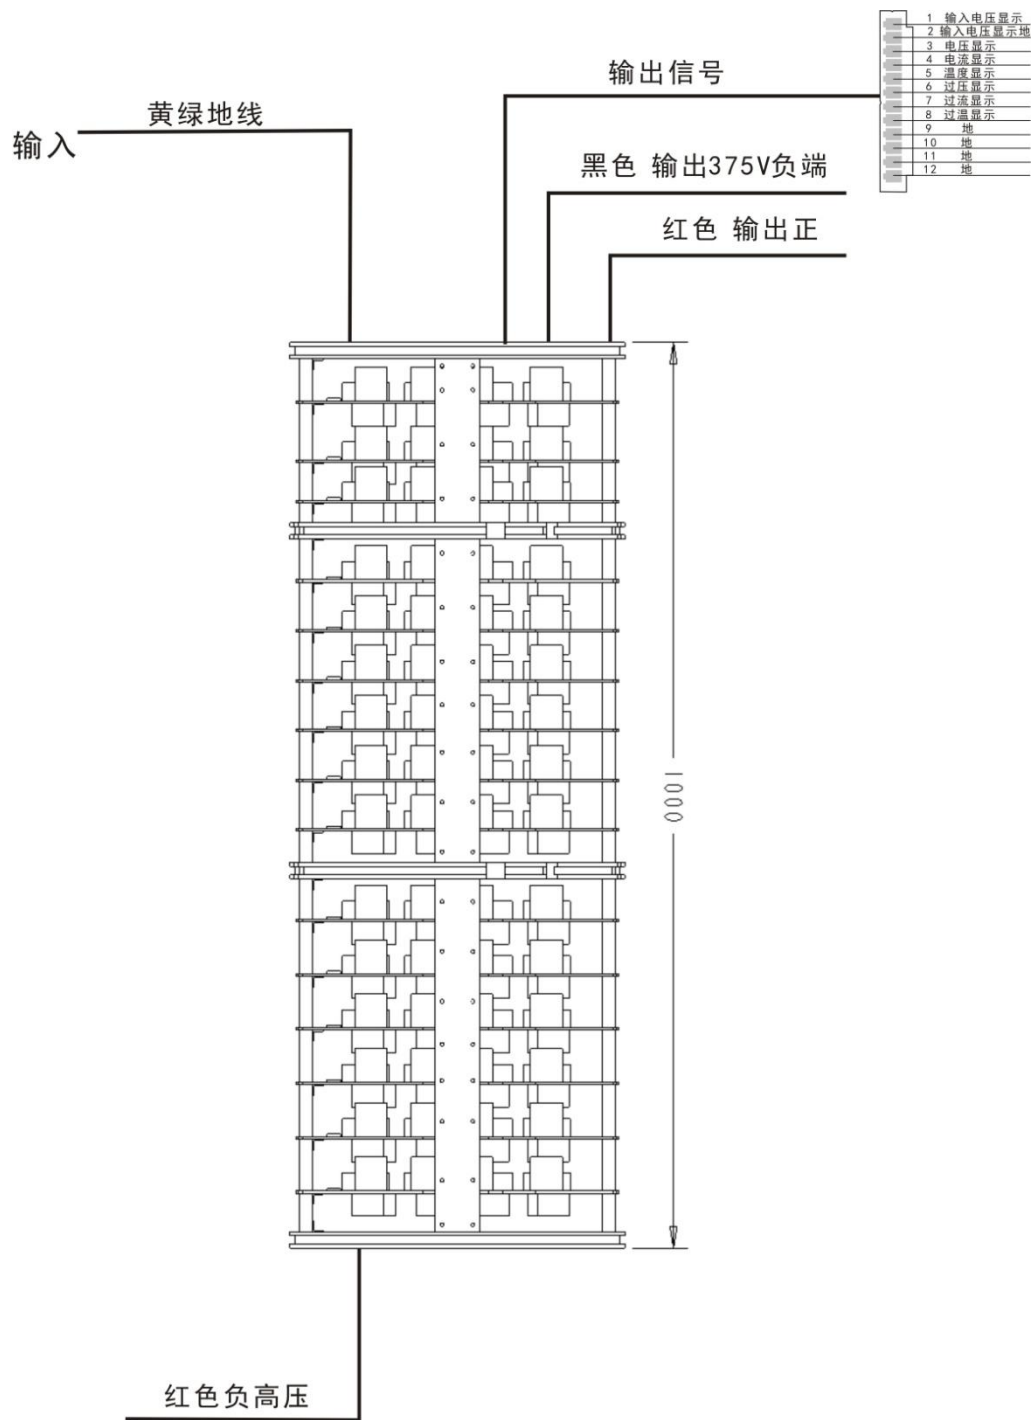 1 输入电压显示
2 输入电压显示地
3 电压显示
4 电流显示
5 温度显示
6 过压显示
7 过流显示
8 过温显示
9 地
10 地
11 地
12 地
输出信号
黄绿地线
输入
黑色 输出375V负端
红色 输出正
1000
红色负高压